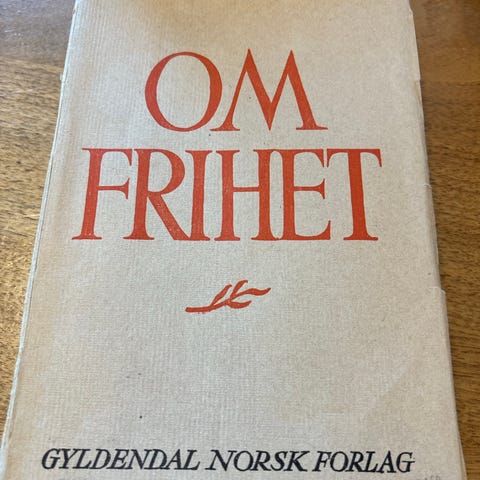 OM
FRIHET
GYLDENDAL NORSK FORLAG